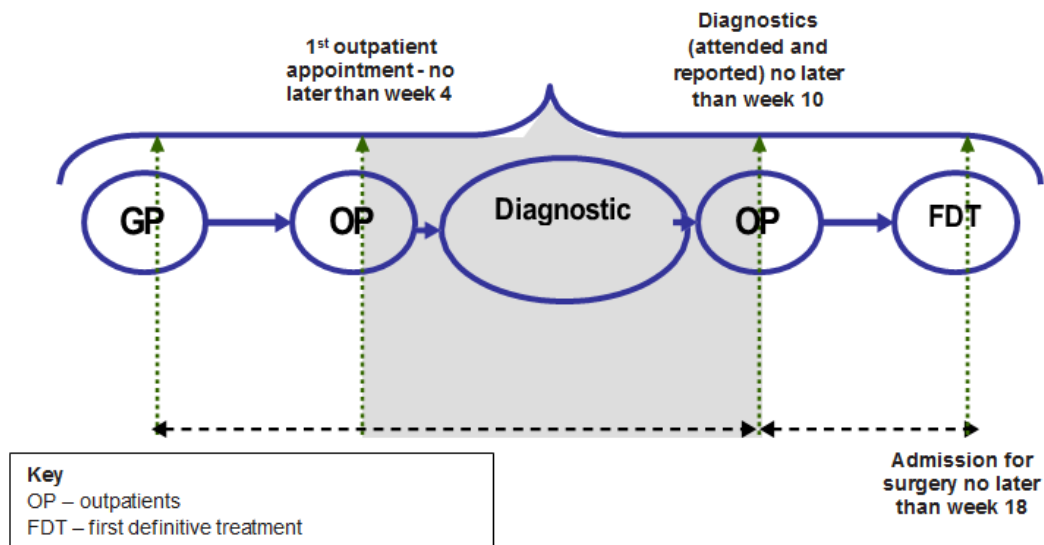 1st outpatient
appointment - no
later than week 4
Diagnostics
(attended and
reported) no later
than week 10
GP
OP
Diagnostic
OP
FDT
Admission for
surgery no later
than week 18
Key
OP – outpatients
FDT – first definitive treatment